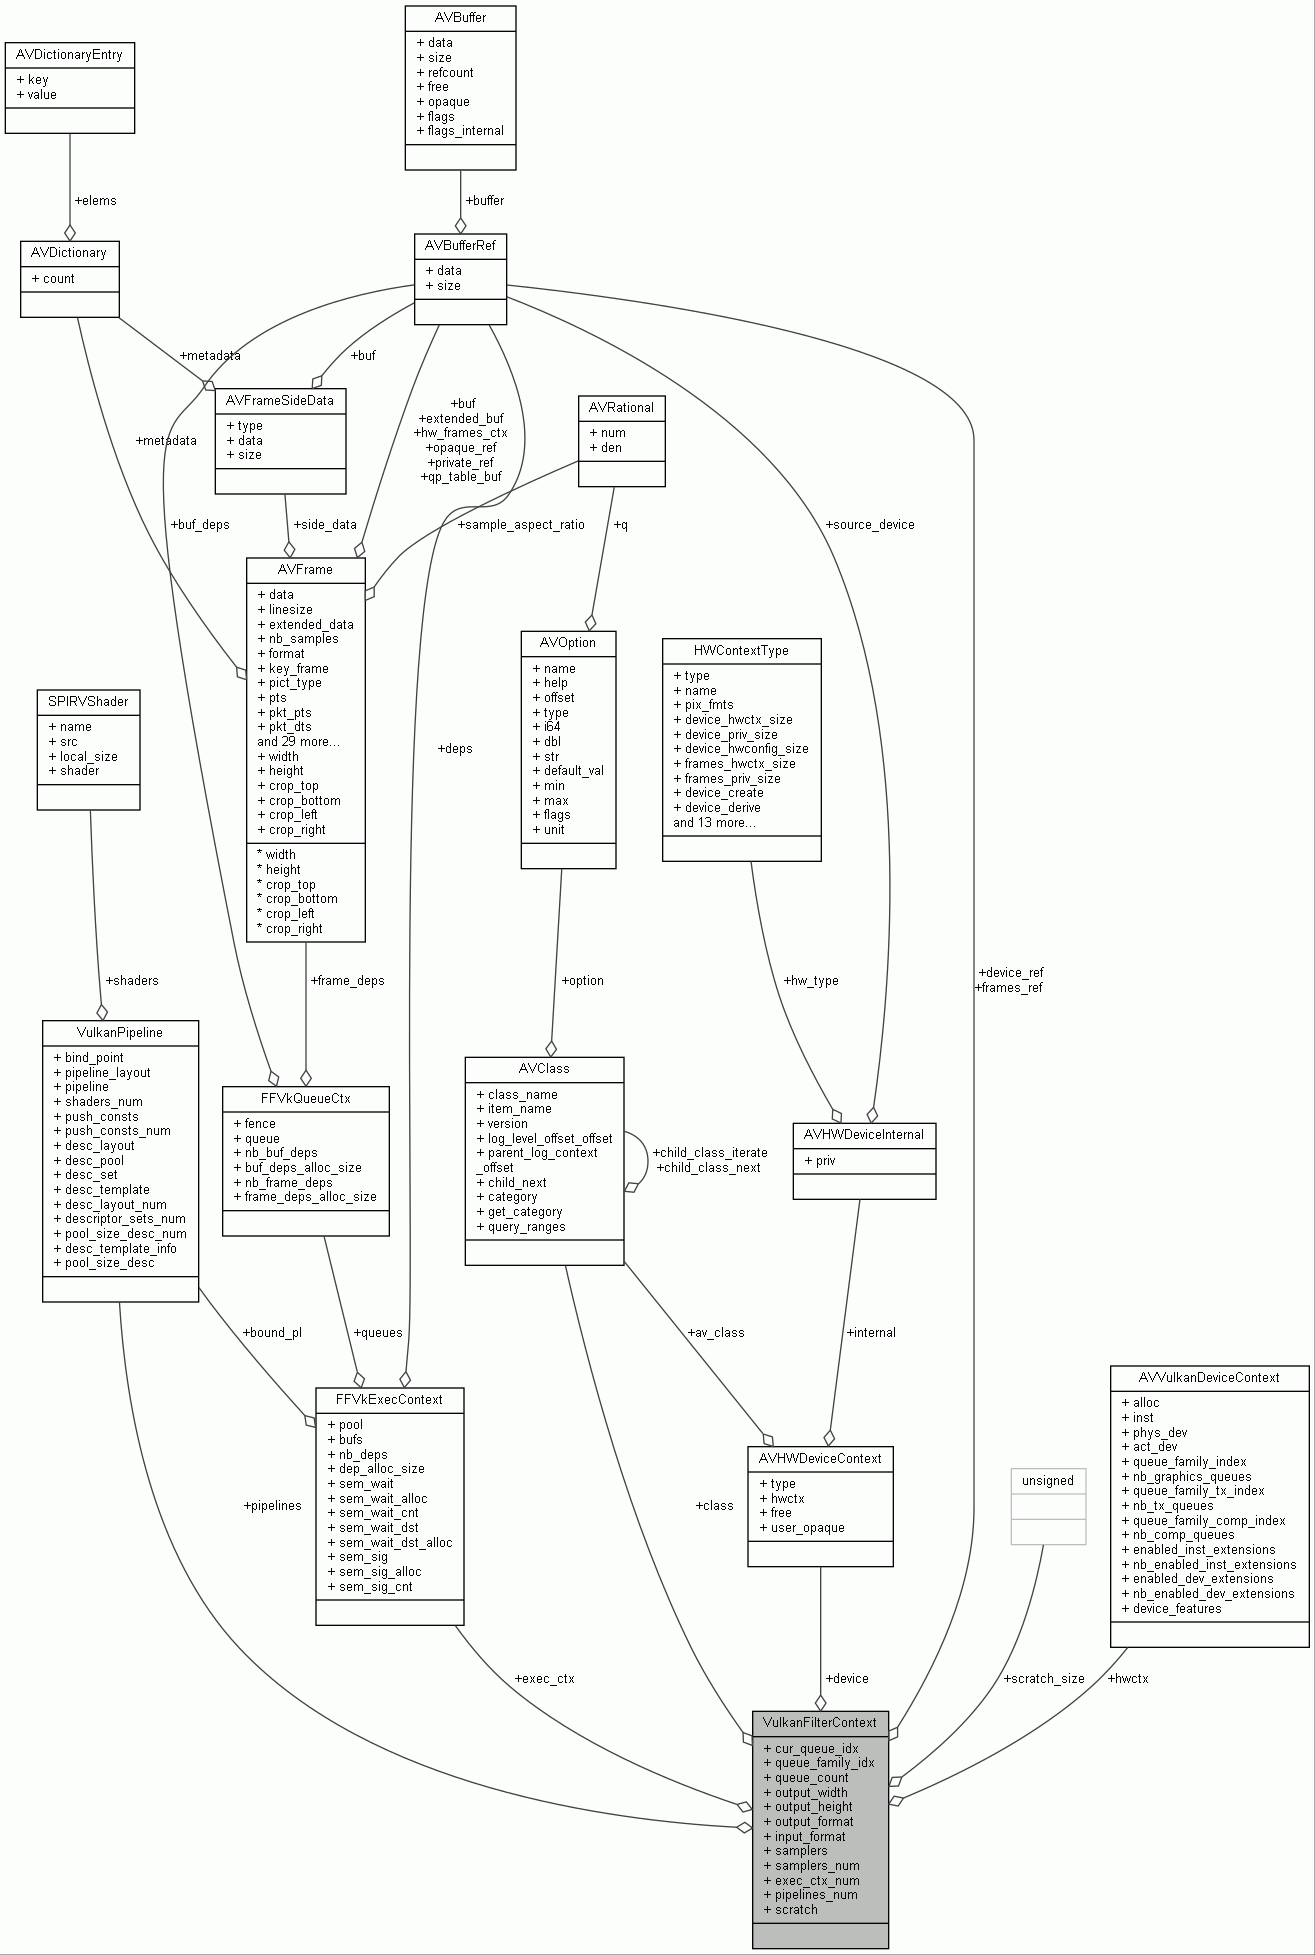 AVBuffer
+ data
+ size
+ refcount
+ free
+ opaque
+ flags
+ flags_internal
AVDictionaryEntry
+ key
+ value
+elems
+buffer
AVDictionary
+ count
AVBufferRef
+ data
+ size
+metadata
+buf
AVFrameSideData
+ type
+ data
+ size
+metadata
+buf
+extended_buf
+hw_frames_ctx
+opaque_ref
+private_ref
+qp_table_buf
AVRational
+ num
+ den
+buf_deps
+side_data
+sample_aspect_ratio
+q
+source_device
AVFrame
+ data
+ linesize
+ extended_data
+ nb_samples
+ format
+ key_frame
+ pict_type
+ pts
+ pkt_pts
+ pkt_dts
and 29 more...
+ width
+ height
+ crop_top
+ crop_bottom
+ crop_left
+ crop_right
* width
* height
* crop_top
* crop_bottom
* crop_left
* crop_right
AVOption
+ name
+ help
+ offset
+ type
+ i64
+ dbl
+ str
+ default_val
+ min
+ max
+ flags
+ unit
HWContextType
+ type
+ name
+ pix_fmts
+ device_hwctx_size
+ device_priv_size
+ device_hwconfig_size
+ frames_hwctx_size
+ frames_priv_size
+ device_create
+ device_derive
and 13 more...
SPIRVShader
+ name
+ src
+ local_size
+ shader
+deps
+shaders
+frame_deps
+option
+hw_type
+device_ref
+frames_ref
VulkanPipeline
+ bind_point
+ pipeline_layout
+ pipeline
+ shaders_num
+ push_consts
+ push_consts_num
+ desc_layout
+ desc_pool
+ desc_set
+ desc_template
+ desc_layout_num
+ descriptor_sets_num
+ pool_size_desc_num
+ desc_template_info
+ pool_size_desc
FFVkQueueCtx
+ fence
+ queue
+ nb_buf_deps
+ buf_deps_alloc_size
+ nb_frame_deps
+ frame_deps_alloc_size
AVClass
+ class_name
+ item_name
+ version
+ log_level_offset_offset
+ parent_log_context
_offset
+ child_next
+ category
+ get_category
+ query_ranges
+child_class_iterate
+child_class_next
AVHWDeviceInternal
+ priv
+bound_pl
+queues
+av_class
+internal
FFVkExecContext
+ pool
+ bufs
+ nb_deps
+ dep_alloc_size
+ sem_wait
+ sem_wait_alloc
+ sem_wait_cnt
+ sem_wait_dst
+ sem_wait_dst_alloc
+ sem_sig
+ sem_sig_alloc
+ sem_sig_cnt
AVHWDeviceContext
+ type
+ hwctx
+ free
+ user_opaque
unsigned
AVVulkanDeviceContext
+ alloc
+ inst
+ phys_dev
+ act_dev
+ queue_family_index
+ nb_graphics_queues
+ queue_family_tx_index
+ nb_tx_queues
+ queue_family_comp_index
+ nb_comp_queues
+ enabled_inst_extensions
+ nb_enabled_inst_extensions
+ enabled_dev_extensions
+ nb_enabled_dev_extensions
+ device_features
+pipelines
+class
+exec_ctx
+device
+scratch_size
+hwctx
VulkanFilterContext
+ cur_queue_idx
+ queue_family_idx
+ queue_count
+ output_width
+ output_height
+ output_format
+ input_format
+ samplers
+ samplers_num
+ exec_ctx_num
+ pipelines_num
+ scratch